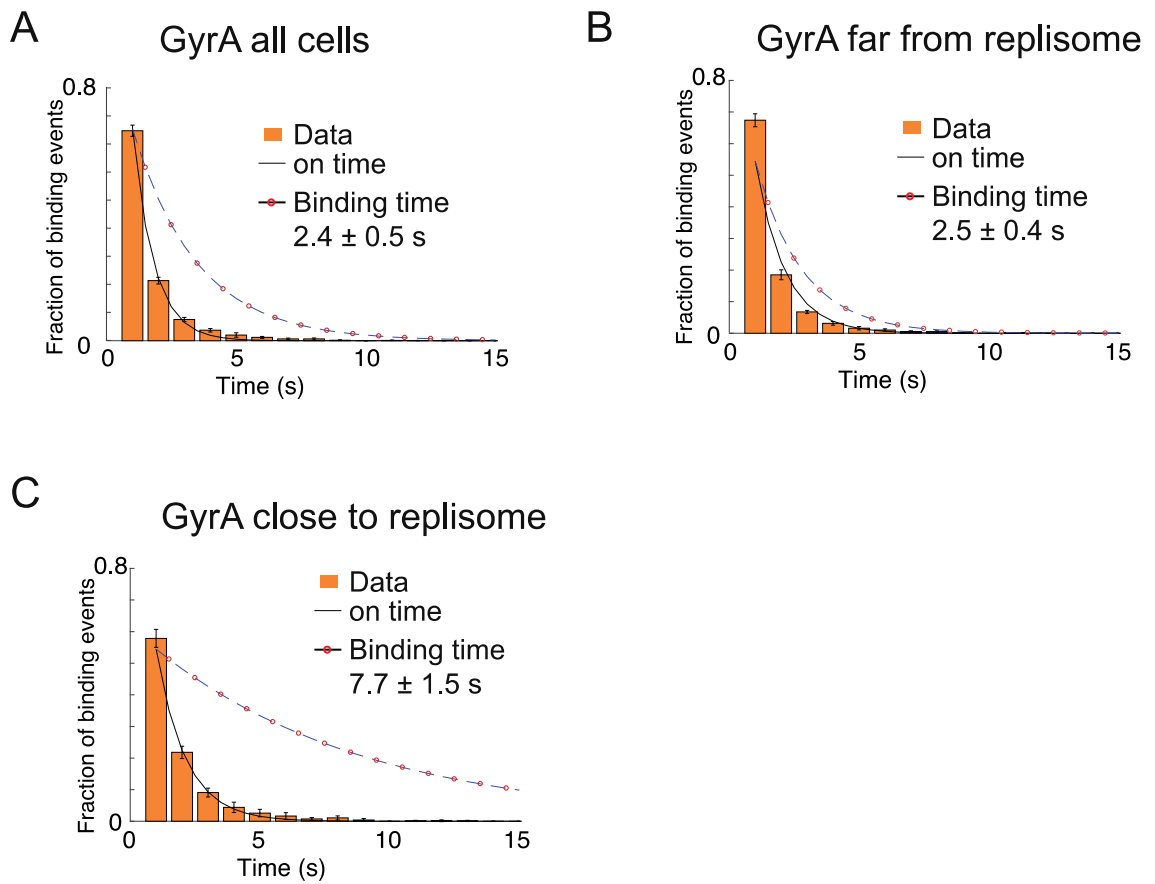 A
GyrA all cells
0.8
Fraction of binding events
Data
on time
Binding time
2.4 ± 0.5 s
0
0 5 10 15
Time (s)
B
GyrA far from replisome
0.8
Fraction of binding events
Data
on time
Binding time
2.5 ± 0.4 s
0
0 5 10 15
Time (s)
C
GyrA close to replisome
0.8
Fraction of binding events
Data
on time
Binding time
7.7 ± 1.5 s
0
0 5 10 15
Time (s)